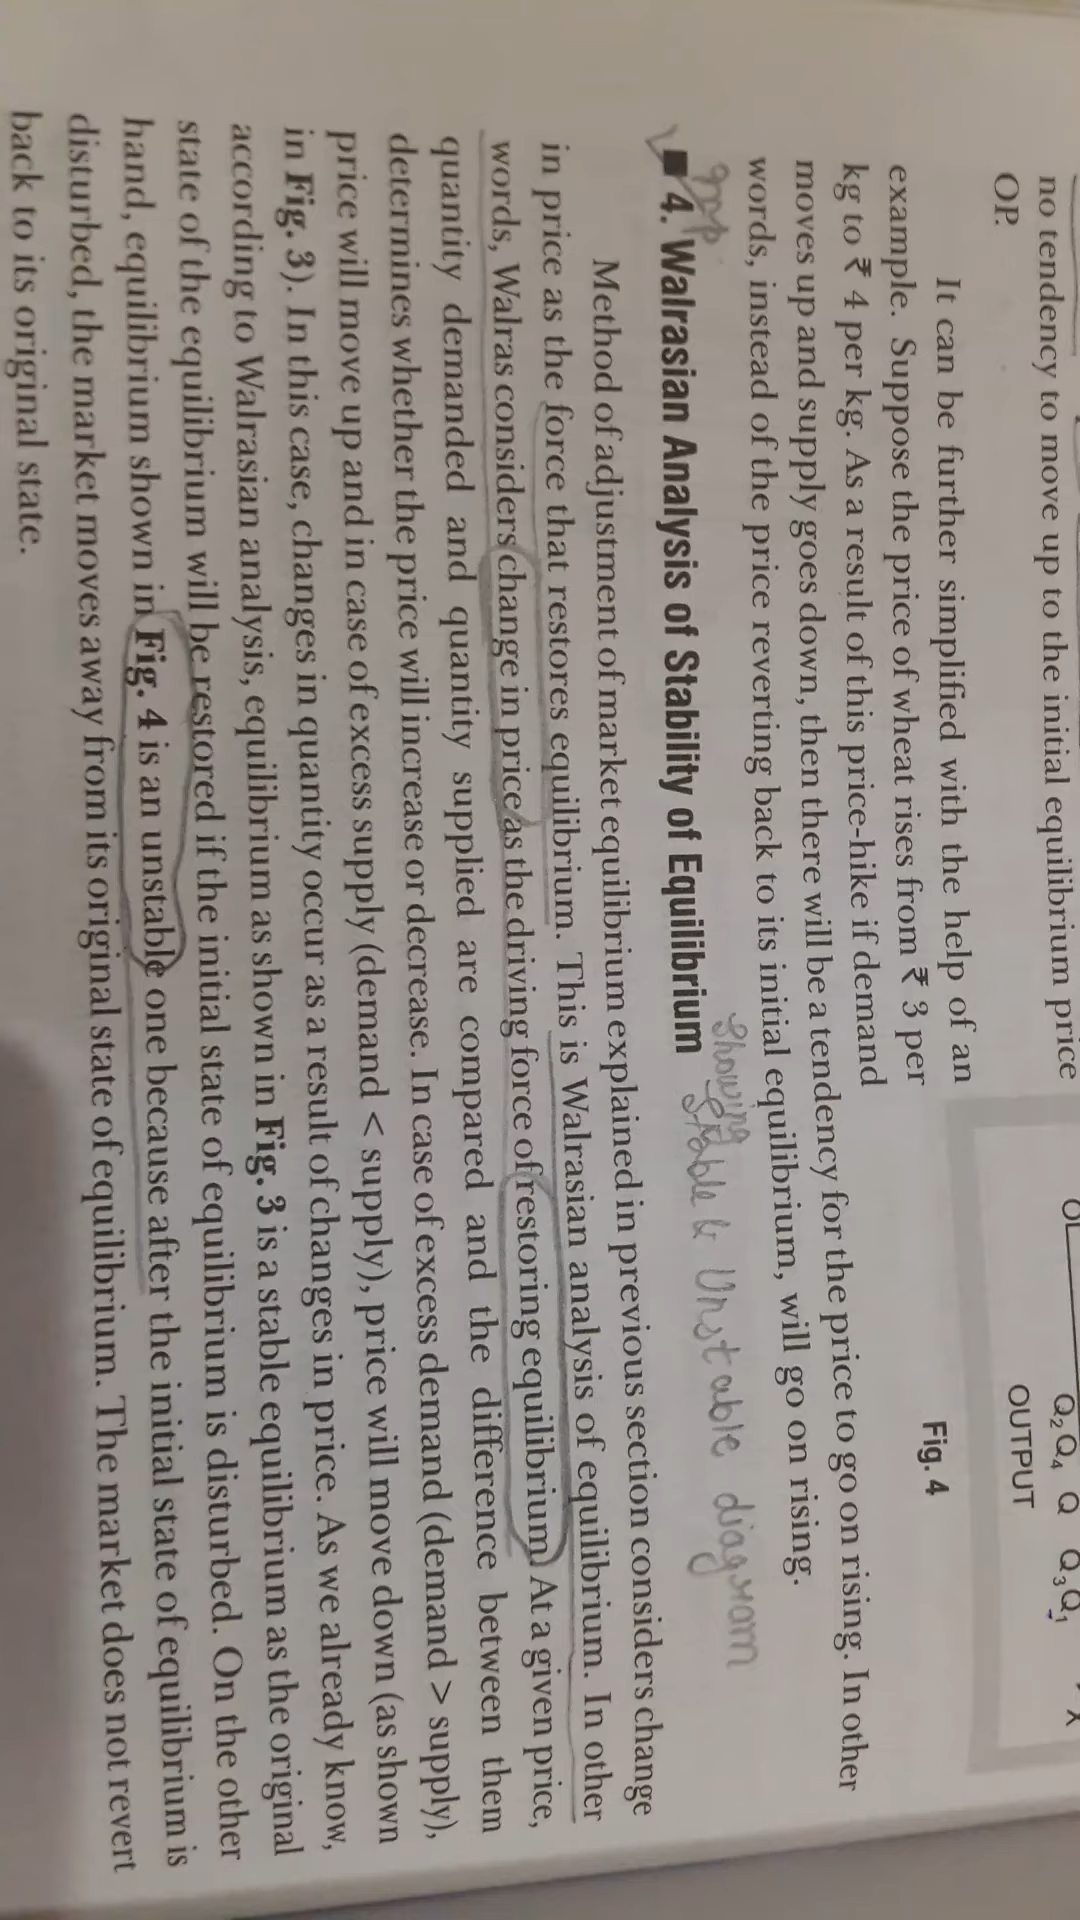 no tendency to move up to the initial equilibrium price
OP.
It can be further simplified with the help of an
example. Suppose the price of wheat rises from ₹ 3 per
kg to ₹ 4 per kg. As a result of this price-hike if demand
moves up and supply goes down, then there will be a tendency for the price to go on rising. In other
words, instead of the price reverting back to its initial equilibrium, will go on rising.
Q₂ Q₄ Q Q₃ Q₁ X
OUTPUT
Fig. 4
Imp
Showing
Stable & Unstable diagram
■ 4. Walrasian Analysis of Stability of Equilibrium
Method of adjustment of market equilibrium explained in previous section considers change
in price as the force that restores equilibrium. This is Walrasian analysis of equilibrium. In other
words, Walras considers change in price as the driving force of restoring equilibrium. At a given price,
quantity demanded and quantity supplied are compared and the difference between them
determines whether the price will increase or decrease. In case of excess demand (demand > supply),
price will move up and in case of excess supply (demand < supply), price will move down (as shown
in Fig. 3). In this case, changes in quantity occur as a result of changes in price. As we already know,
according to Walrasian analysis, equilibrium as shown in Fig. 3 is a stable equilibrium as the original
state of the equilibrium will be restored if the initial state of equilibrium is disturbed. On the other
hand, equilibrium shown in Fig. 4 is an unstable one because after the initial state of equilibrium is
disturbed, the market moves away from its original state of equilibrium. The market does not revert
back to its original state.